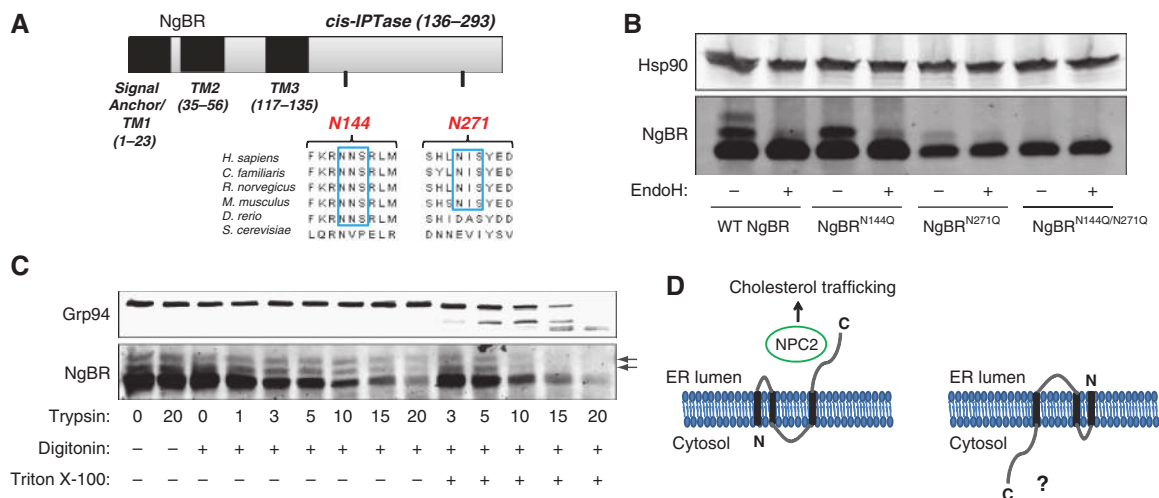 A
NgBR
cis-IPTase (136–293)
Signal
Anchor/
TM1
(1–23)
TM2
(35–56)
TM3
(117–135)
N144
N271
H. sapiens FKRNNSRLM SHLNISYED
C. familiaris FKRNNSRLM SYLNISYED
R. norvegicus FKRNNSRLM SHLNISYED
M. musculus FKRNNSRLM SHSNISYED
D. rerio FKRNNSRLM SHIDASYDD
S. cerevisiae LQRNVPELR DNNEVIYSV
B
Hsp90
NgBR
EndoH: – + – + – + – +
WT NgBR NgBR^N144Q NgBR^N271Q NgBR^N144Q/N271Q
C
Grp94
NgBR
Trypsin: 0 20 0 1 3 5 10 15 20 3 5 10 15 20
Digitonin: – – + + + + + + + + + + + +
Triton X-100: – – – – – – – – – + + + + +
D
Cholesterol trafficking
C
NPC2
ER lumen
N
Cytosol
ER lumen
N
Cytosol
C
?